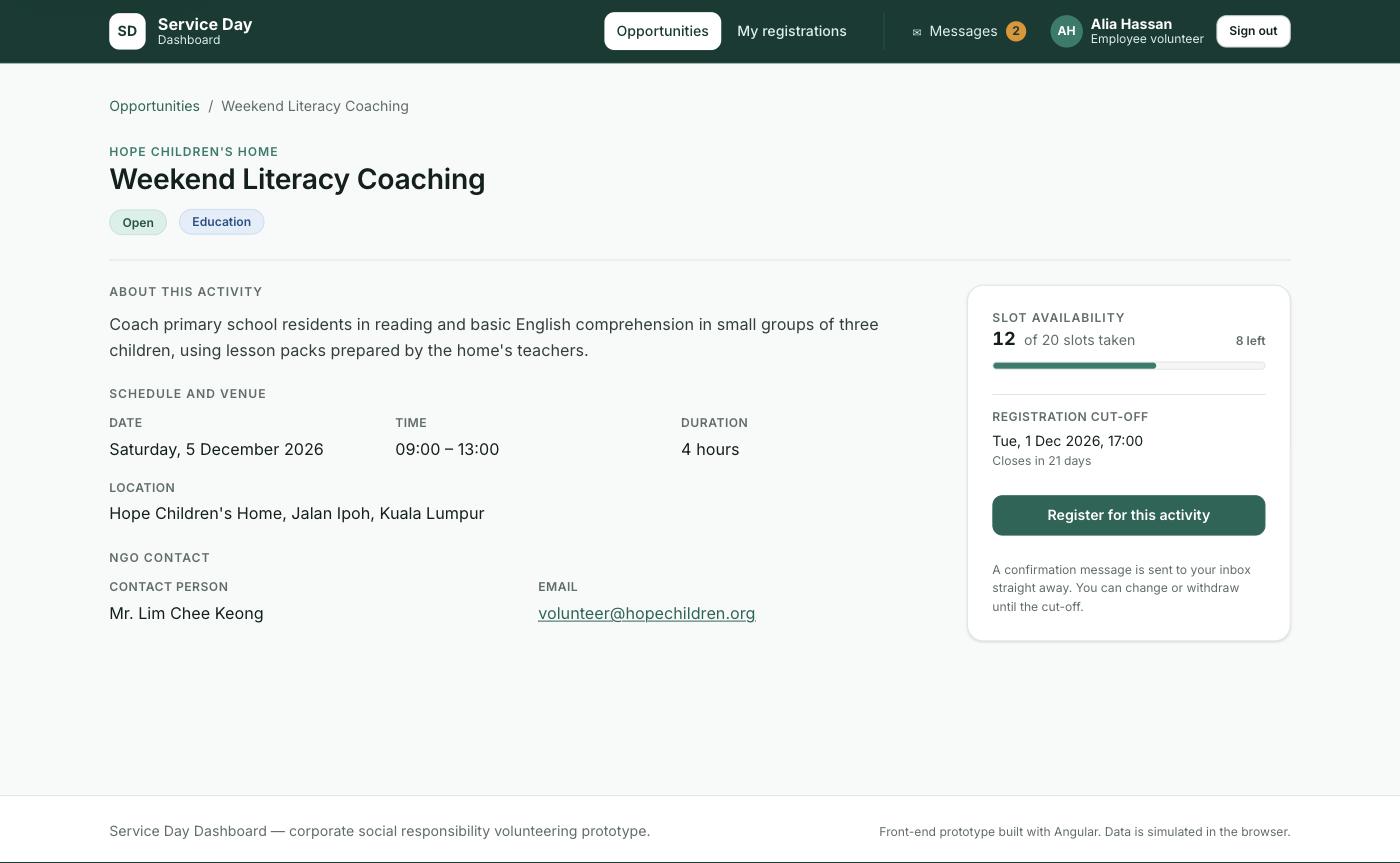 SD
Service Day
Dashboard
Opportunities
My registrations
✉ Messages 2
AH
Alia Hassan
Employee volunteer
Sign out
Opportunities / Weekend Literacy Coaching
HOPE CHILDREN'S HOME
Weekend Literacy Coaching
Open
Education
ABOUT THIS ACTIVITY
Coach primary school residents in reading and basic English comprehension in small groups of three
children, using lesson packs prepared by the home's teachers.
SCHEDULE AND VENUE
DATE
Saturday, 5 December 2026
TIME
09:00 – 13:00
DURATION
4 hours
LOCATION
Hope Children's Home, Jalan Ipoh, Kuala Lumpur
NGO CONTACT
CONTACT PERSON
Mr. Lim Chee Keong
EMAIL
volunteer@hopechildren.org
SLOT AVAILABILITY
12 of 20 slots taken
8 left
REGISTRATION CUT-OFF
Tue, 1 Dec 2026, 17:00
Closes in 21 days
Register for this activity
A confirmation message is sent to your inbox
straight away. You can change or withdraw
until the cut-off.
Service Day Dashboard — corporate social responsibility volunteering prototype.
Front-end prototype built with Angular. Data is simulated in the browser.